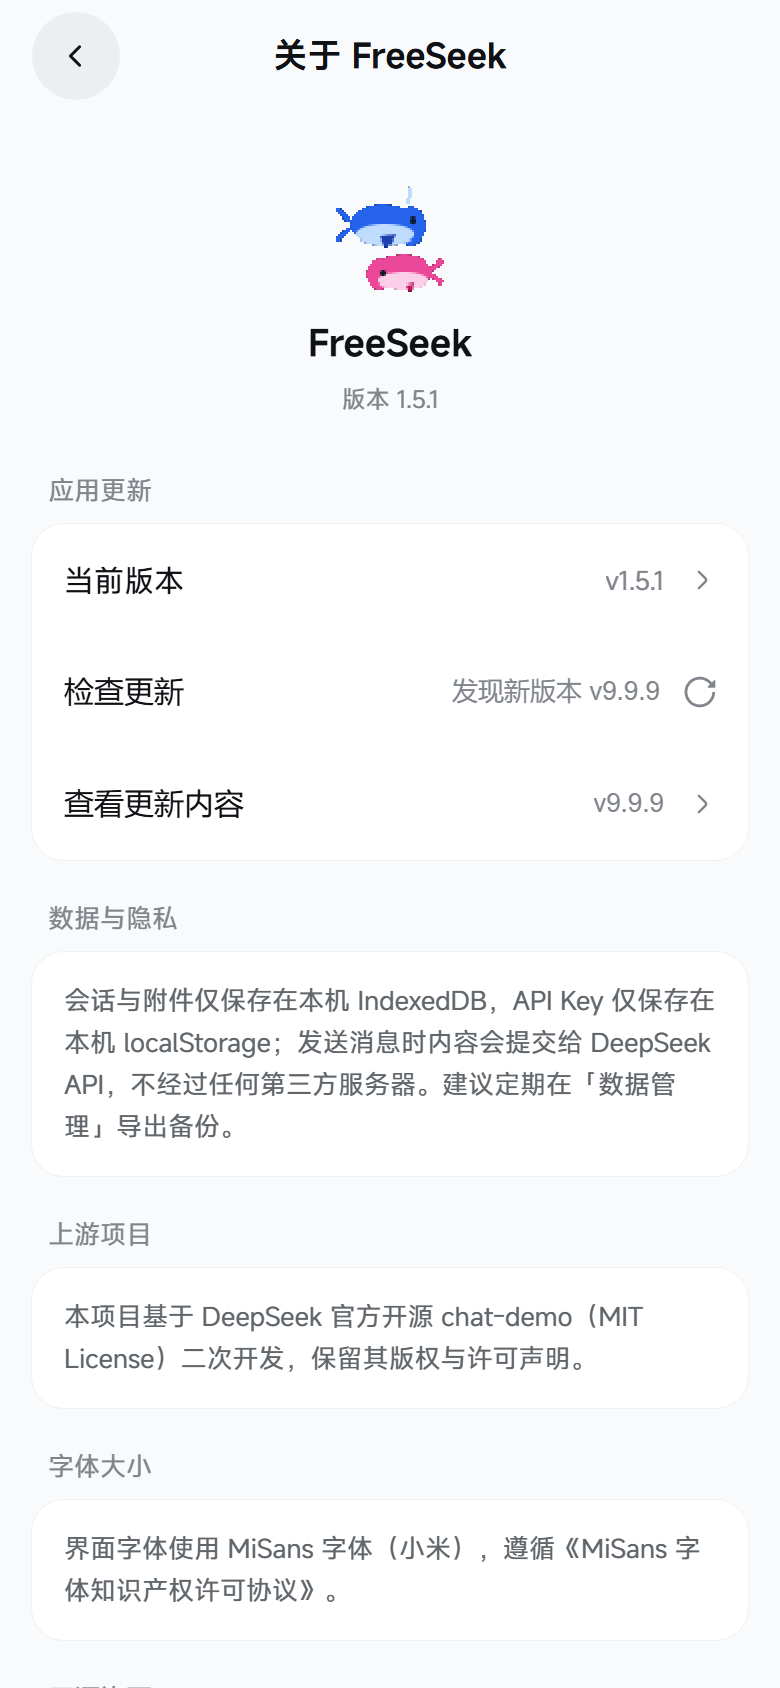 关于 FreeSeek
FreeSeek
版本 1.5.1
应用更新
当前版本 v1.5.1
检查更新 发现新版本 v9.9.9
查看更新内容 v9.9.9
数据与隐私
会话与附件仅保存在本机 IndexedDB，API Key 仅保存在
本机 localStorage；发送消息时内容会提交给 DeepSeek
API，不经过任何第三方服务器。建议定期在「数据管
理」导出备份。
上游项目
本项目基于 DeepSeek 官方开源 chat-demo（MIT
License）二次开发，保留其版权与许可声明。
字体大小
界面字体使用 MiSans 字体（小米），遵循《MiSans 字
体知识产权许可协议》。